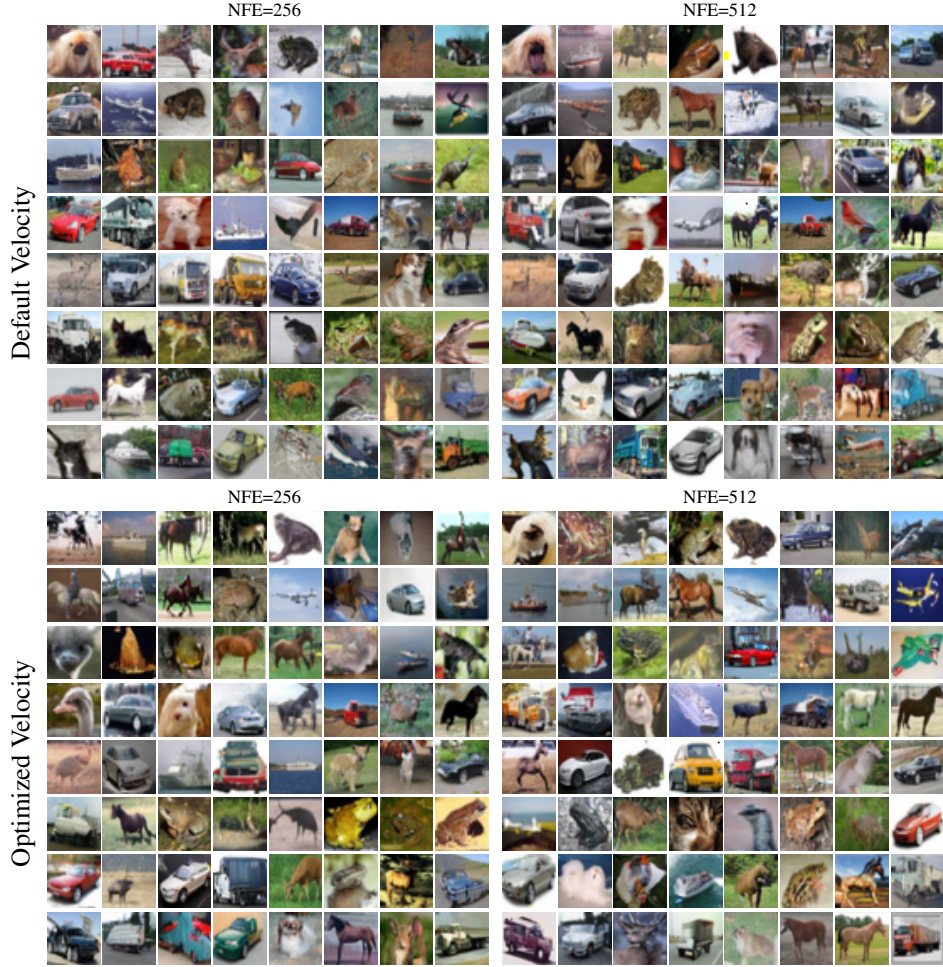 NFE=256
NFE=512
Default Velocity
NFE=256
NFE=512
Optimized Velocity